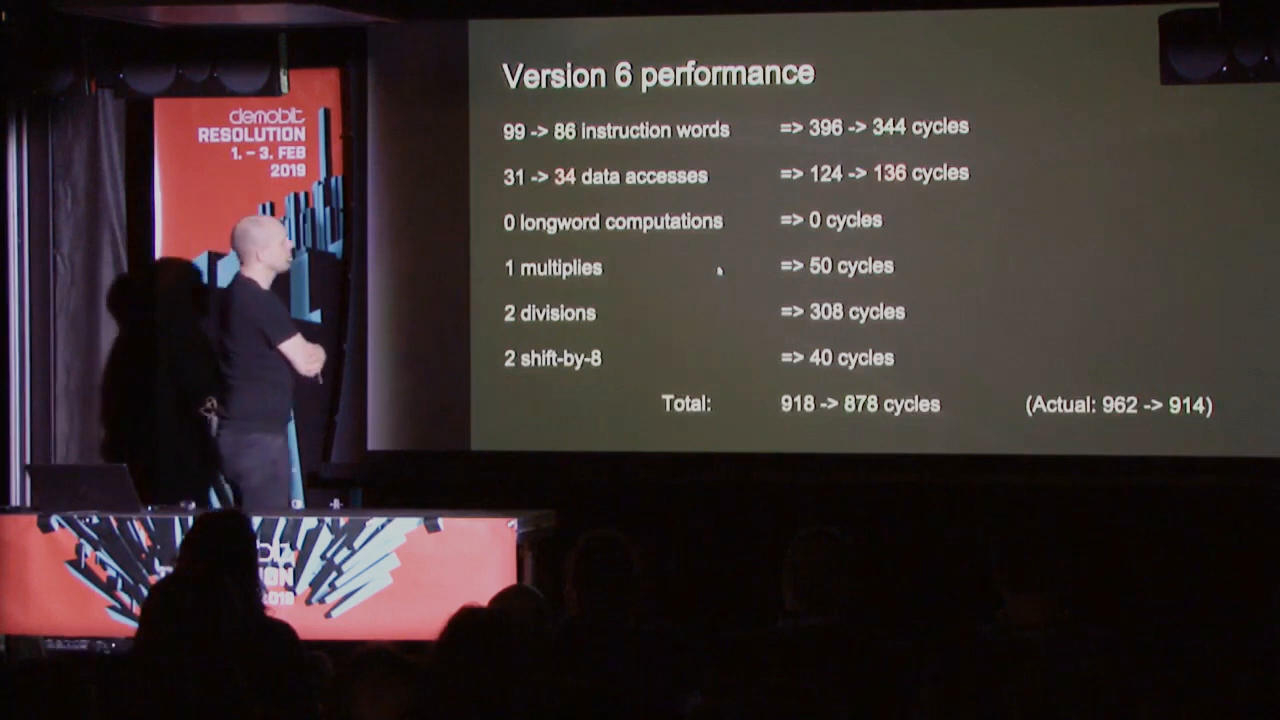 Version 6 performance
99 -> 86 instruction words => 396 -> 344 cycles
31 -> 34 data accesses => 124 -> 136 cycles
0 longword computations => 0 cycles
1 multiplies => 50 cycles
2 divisions => 308 cycles
2 shift-by-8 => 40 cycles
Total: 918 -> 878 cycles (Actual: 962 -> 914)
demobit
RESOLUTION
1. – 3. FEB
2019
2019